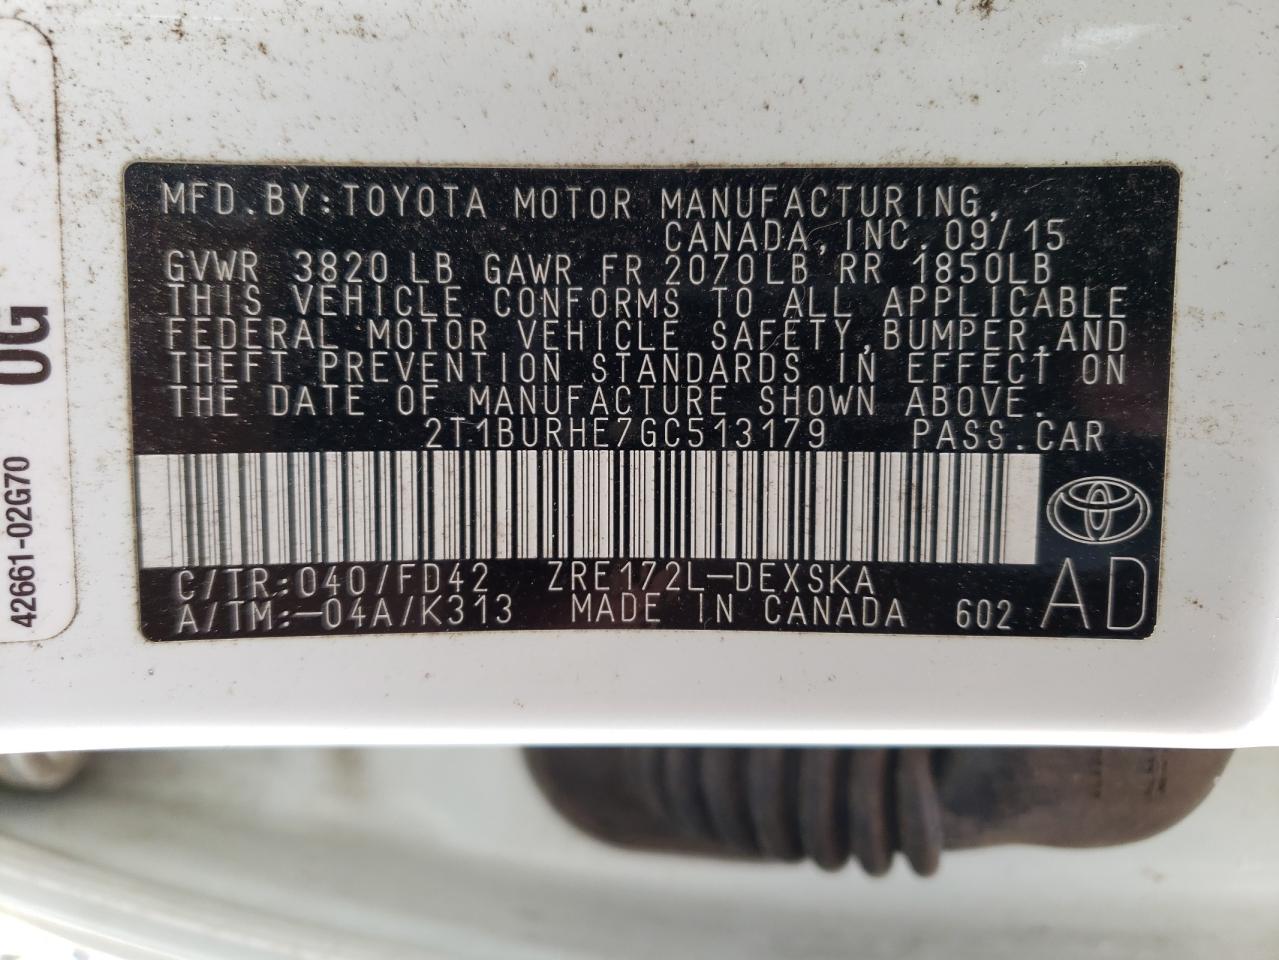 MFD.BY:TOYOTA MOTOR MANUFACTURING,
CANADA,INC.09/15
GVWR 3820LB GAWR FR 2070LB RR 1850LB
THIS VEHICLE CONFORMS TO ALL APPLICABLE
FEDERAL MOTOR VEHICLE SAFETY,BUMPER,AND
THEFT PREVENTION STANDARDS IN EFFECT ON
THE DATE OF MANUFACTURE SHOWN ABOVE.
2T1BURHE7GC513179 PASS.CAR
C/TR:040/FD42 ZRE172L-DEXSKA
A/TM:-04A/K313 MADE IN CANADA 602 AD
0G
42661-02G70